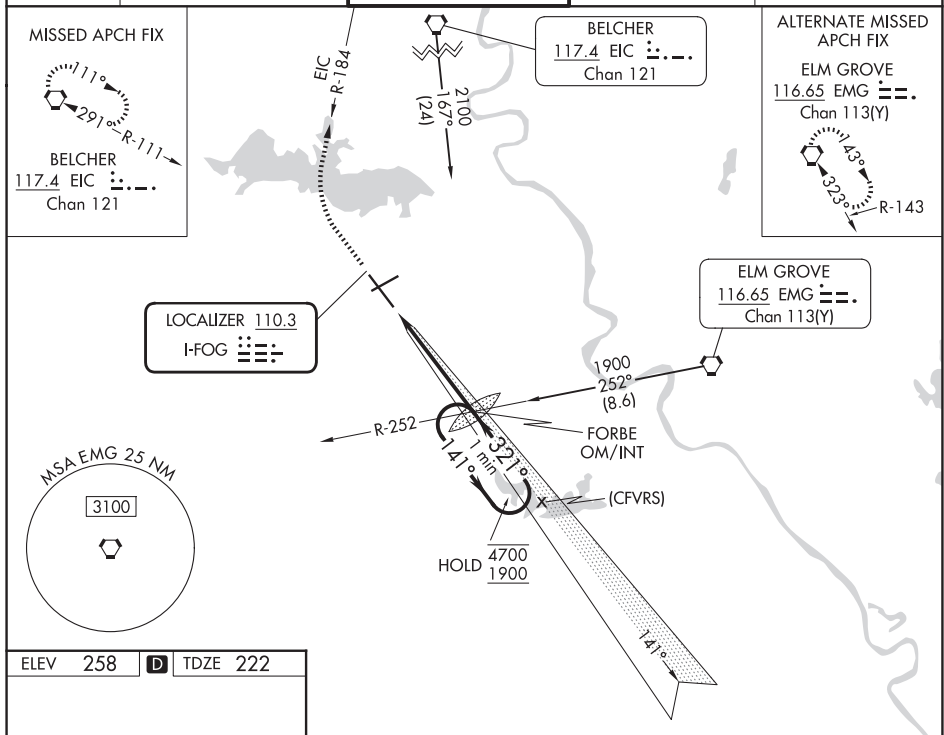 MISSED APCH FIX
111°
291°
R-111
BELCHER
117.4 EIC
Chan 121
EIC
R-184
2100
167°
(24)
BELCHER
117.4 EIC
Chan 121
ALTERNATE MISSED
APCH FIX
ELM GROVE
116.65 EMG
Chan 113(Y)
143°
323°
R-143
LOCALIZER 110.3
I-FOG
ELM GROVE
116.65 EMG
Chan 113(Y)
1900
252°
(8.6)
R-252
FORBE
OM/INT
321°
1 min
141°
(CFVRS)
HOLD
4700
1900
141°
MSA EMG 25 NM
3100
ELEV 258
D
TDZE 222